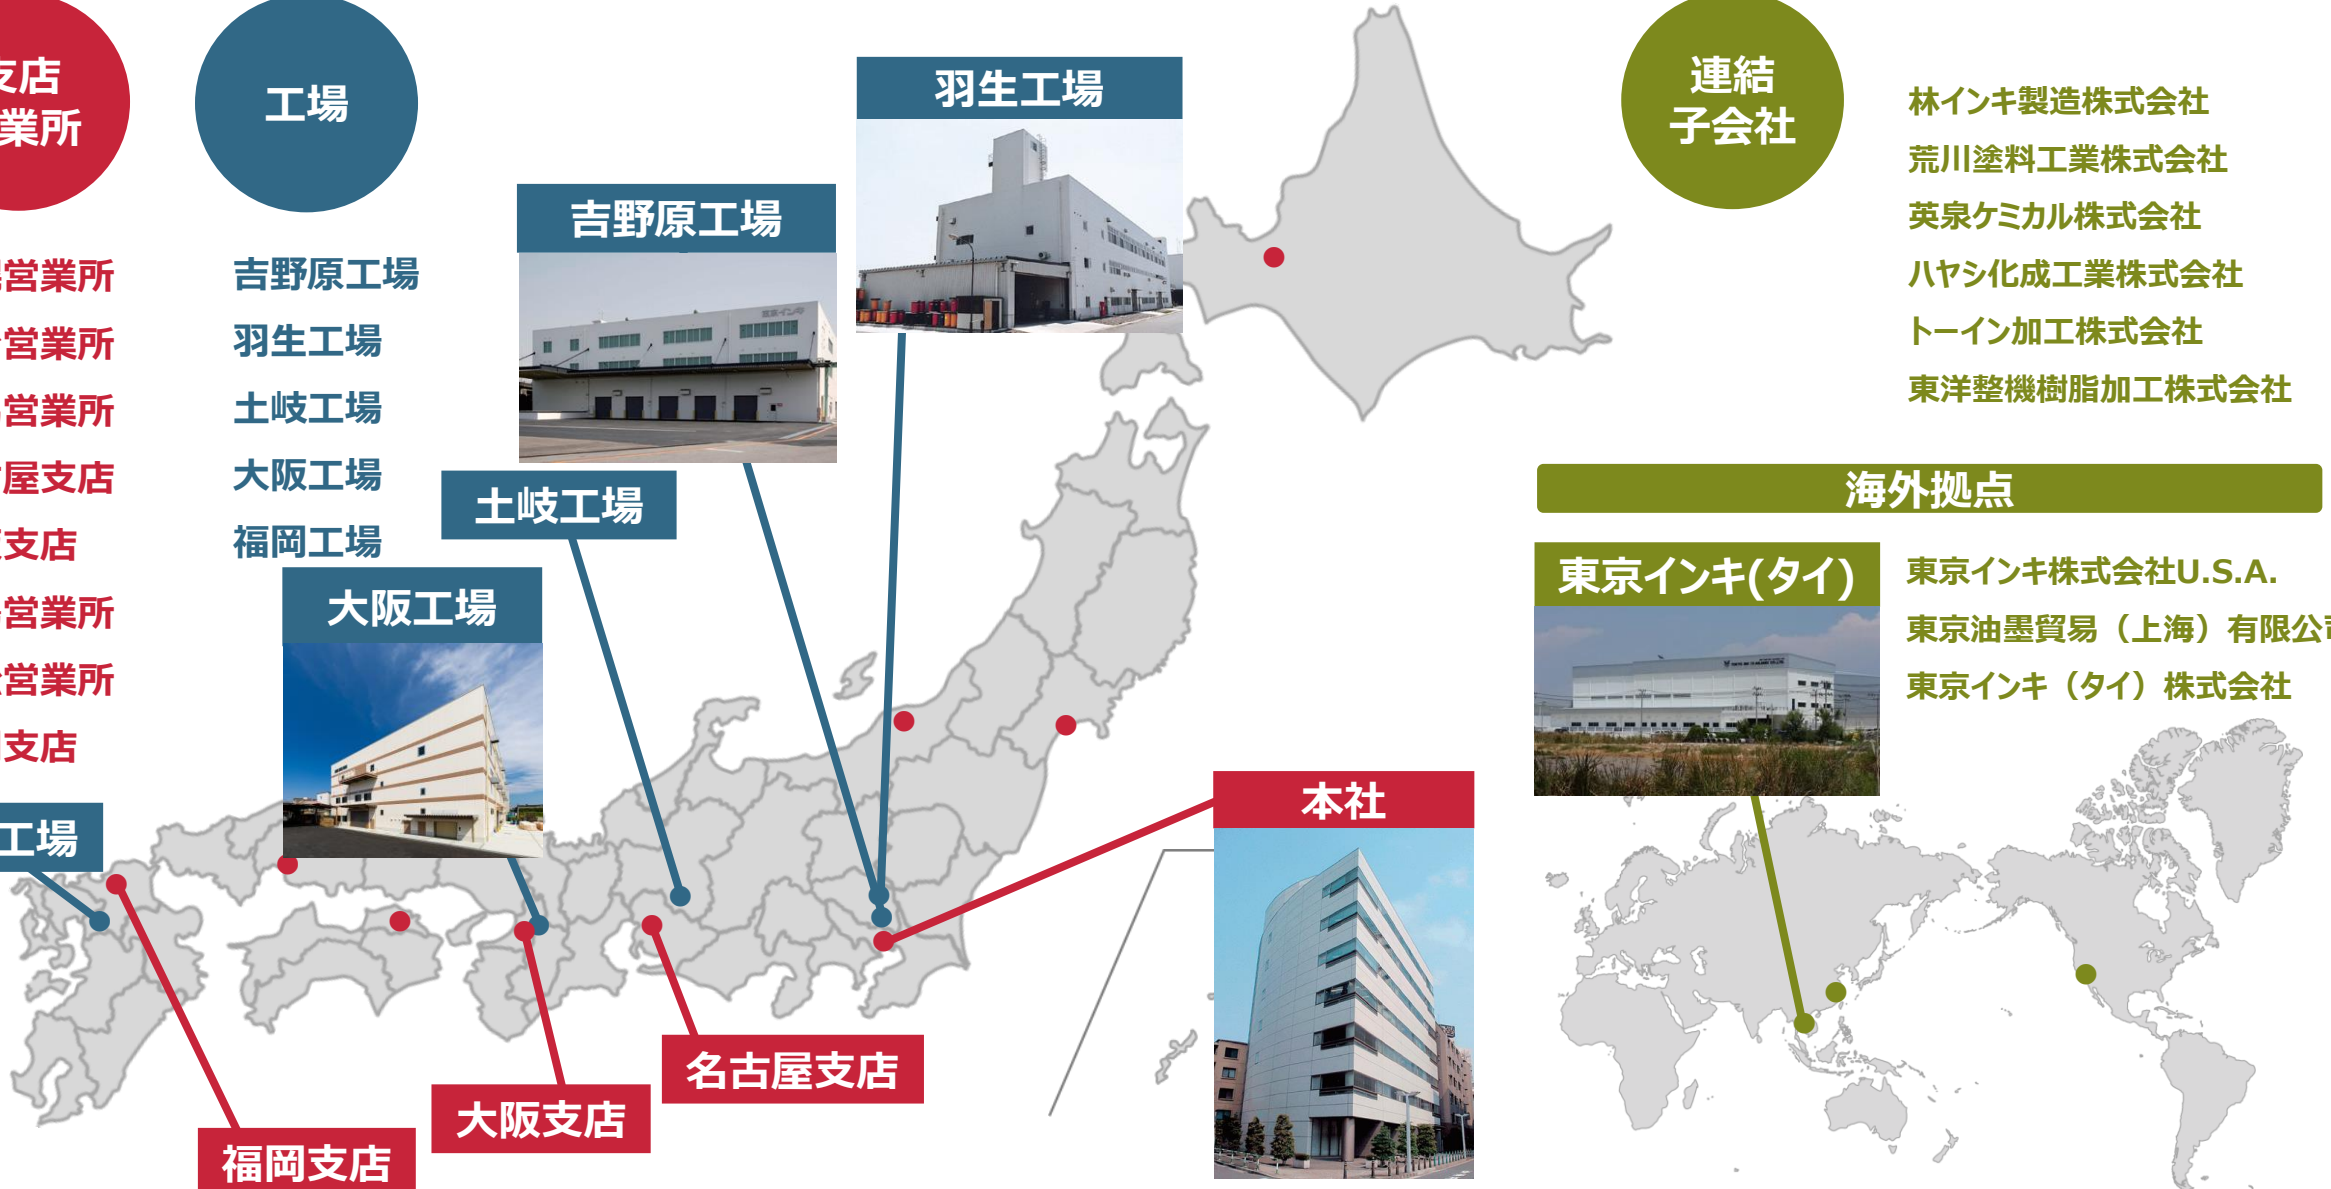 支店
業所
営業所
営業所
営業所
屋支店
支店
営業所
営業所
支店
工場
吉野原工場
羽生工場
土岐工場
大阪工場
福岡工場
羽生工場
吉野原工場
東京インキ
土岐工場
大阪工場
工場
福岡支店
大阪支店
名古屋支店
本社
連結
子会社
林インキ製造株式会社
荒川塗料工業株式会社
英泉ケミカル株式会社
ハヤシ化成工業株式会社
トーイン加工株式会社
東洋整機樹脂加工株式会社
海外拠点
東京インキ(タイ)
東京インキ株式会社U.S.A.
東京油墨貿易（上海）有限公司
東京インキ（タイ）株式会社